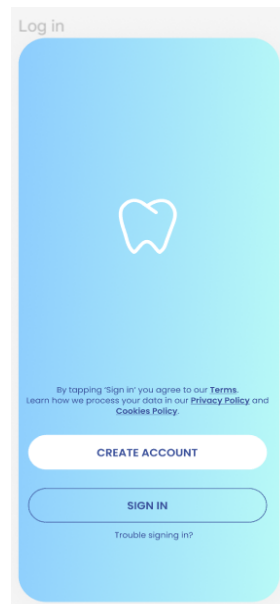 Log in
By tapping 'Sign in' you agree to our Terms.
Learn how we process your data in our Privacy Policy and
Cookies Policy.
CREATE ACCOUNT
SIGN IN
Trouble signing in?